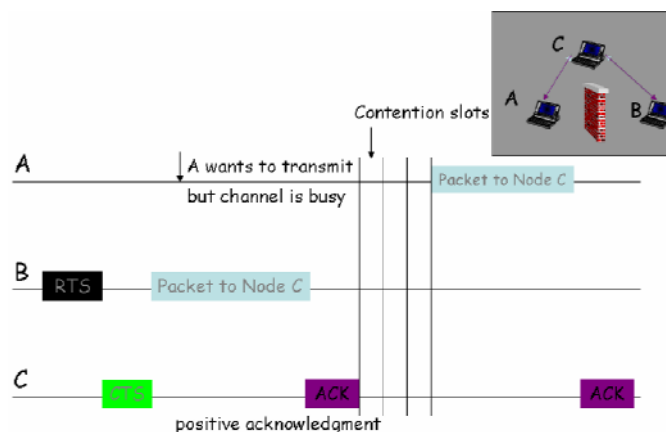 C
A
B
Contention slots
A
A wants to transmit
but channel is busy
Packet to Node C
B
RTS
Packet to Node C
C
CTS
ACK
ACK
positive acknowledgment